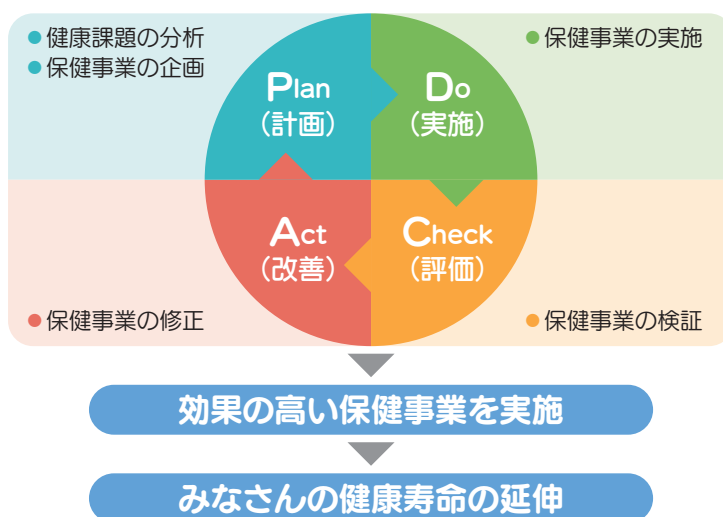 ●健康課題の分析
●保健事業の企画
●保健事業の実施
Plan
(計画)
Do
(実施)
Act
(改善)
Check
(評価)
●保健事業の修正
●保健事業の検証
効果の高い保健事業を実施
みなさんの健康寿命の延伸